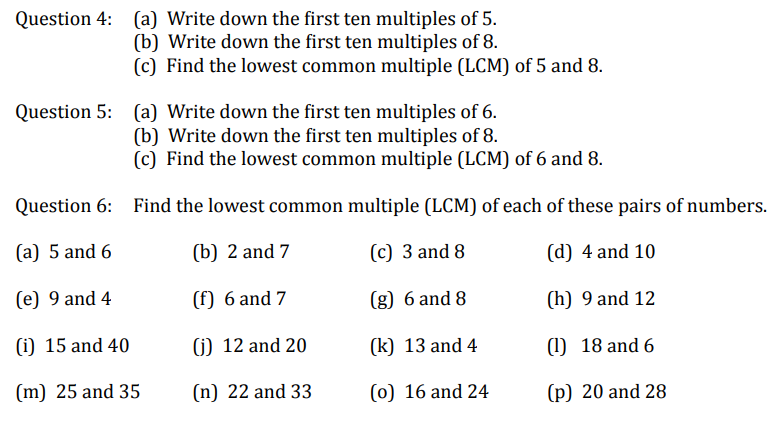 Question 4: (a) Write down the first ten multiples of 5.
(b) Write down the first ten multiples of 8.
(c) Find the lowest common multiple (LCM) of 5 and 8.
Question 5: (a) Write down the first ten multiples of 6.
(b) Write down the first ten multiples of 8.
(c) Find the lowest common multiple (LCM) of 6 and 8.
Question 6: Find the lowest common multiple (LCM) of each of these pairs of numbers.
(a) 5 and 6 (b) 2 and 7 (c) 3 and 8 (d) 4 and 10
(e) 9 and 4 (f) 6 and 7 (g) 6 and 8 (h) 9 and 12
(i) 15 and 40 (j) 12 and 20 (k) 13 and 4 (l) 18 and 6
(m) 25 and 35 (n) 22 and 33 (o) 16 and 24 (p) 20 and 28